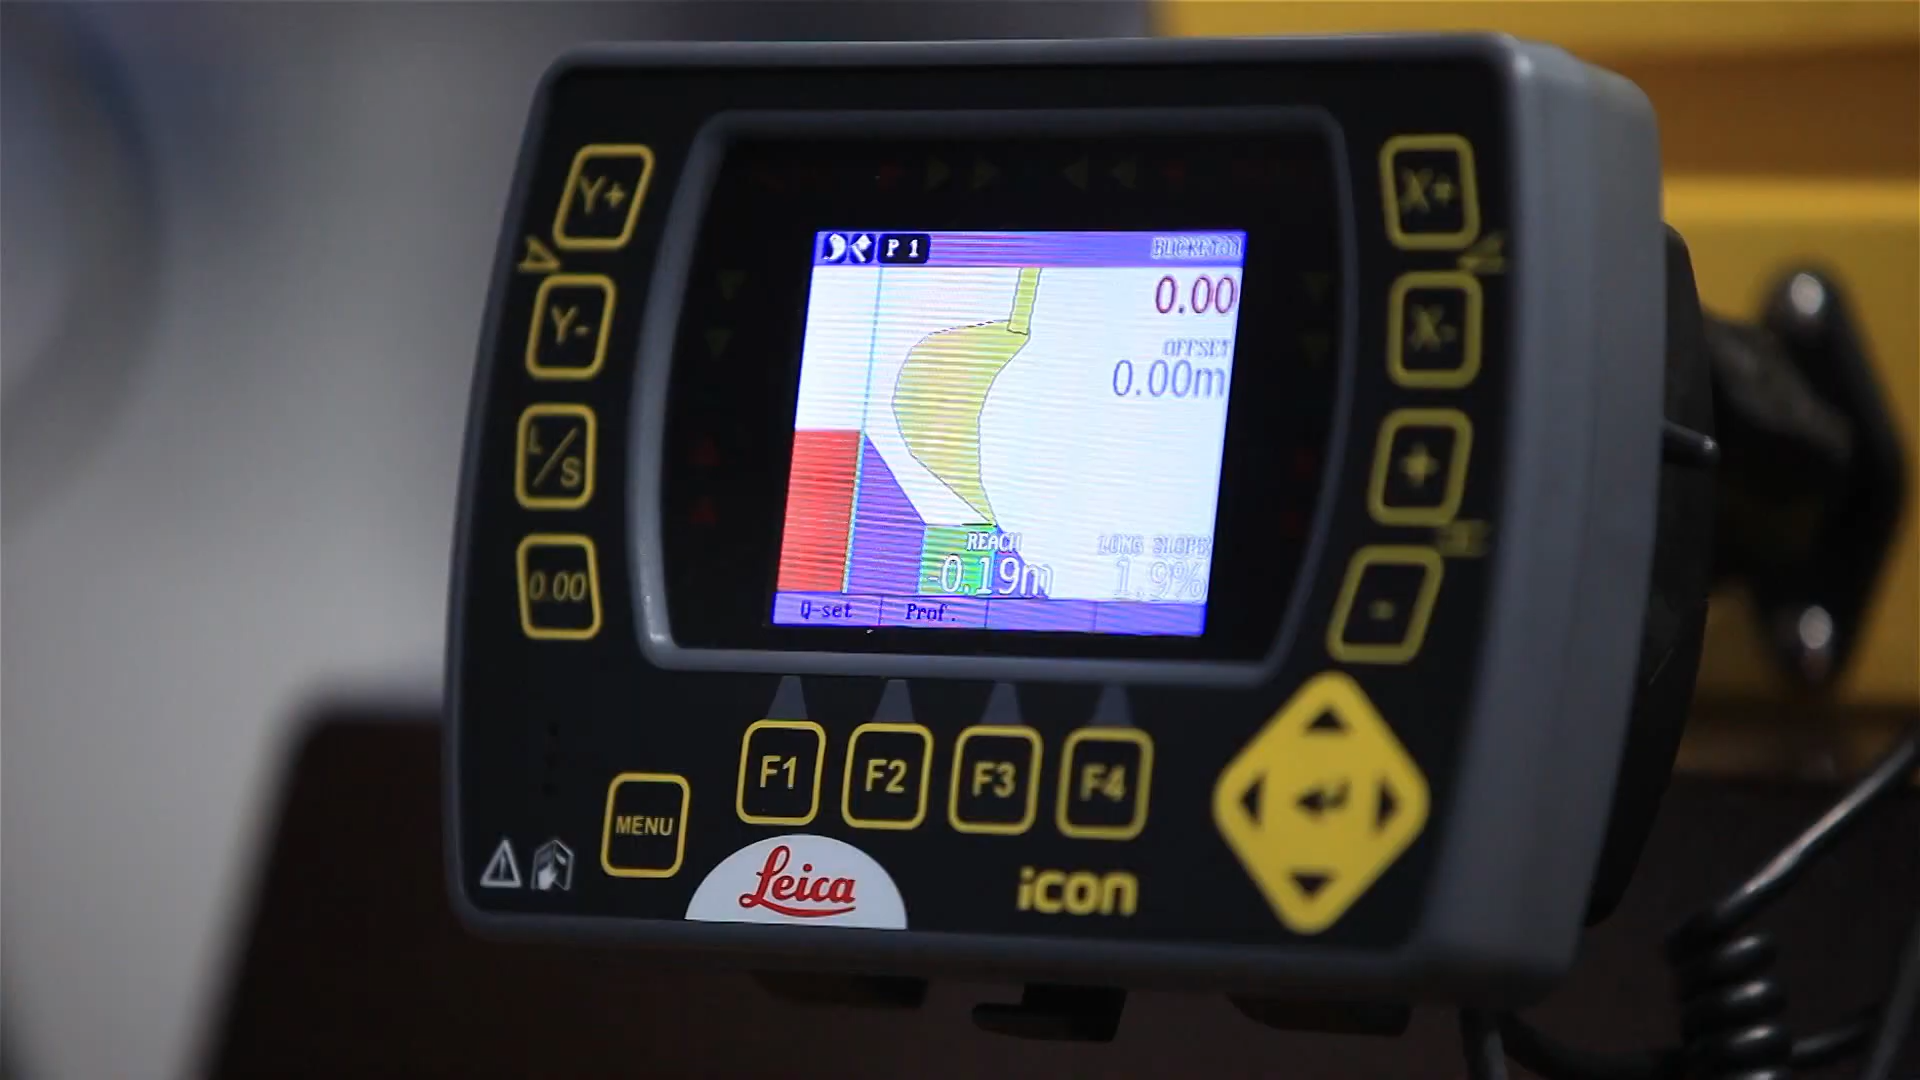 Y+
X+
P 1
0.00
Y-
X-
OFFSET
0.00m
L/S
+
REACH
LONG SLOPE
-0.19m
1.9%
0.00
-
Q-set
Prof.
F1
F2
F3
F4
MENU
Leica
icon